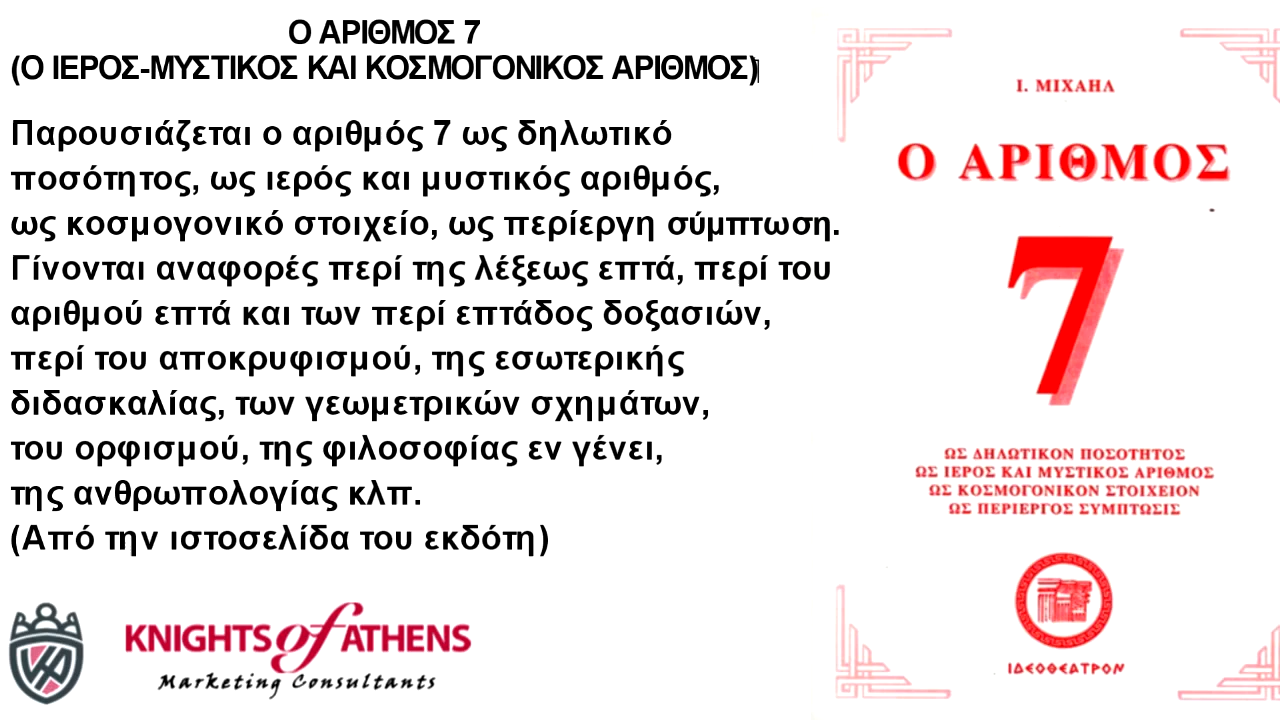 Ο ΑΡΙΘΜΟΣ 7
(Ο ΙΕΡΟΣ-ΜΥΣΤΙΚΟΣ ΚΑΙ ΚΟΣΜΟΓΟΝΙΚΟΣ ΑΡΙΘΜΟΣ)
Παρουσιάζεται ο αριθμός 7 ως δηλωτικό
ποσότητος, ως ιερός και μυστικός αριθμός,
ως κοσμογονικό στοιχείο, ως περίεργη σύμπτωση.
Γίνονται αναφορές περί της λέξεως επτά, περί του
αριθμού επτά και των περί επτάδος δοξασιών,
περί του αποκρυφισμού, της εσωτερικής
διδασκαλίας, των γεωμετρικών σχημάτων,
του ορφισμού, της φιλοσοφίας εν γένει,
της ανθρωπολογίας κλπ.
(Από την ιστοσελίδα του εκδότη)
KNIGHTS of ATHENS
Marketing Consultants
Ι. ΜΙΧΑΗΛ
Ο ΑΡΙΘΜΟΣ
7
ΩΣ ΔΗΛΩΤΙΚΟΝ ΠΟΣΟΤΗΤΟΣ
ΩΣ ΙΕΡΟΣ ΚΑΙ ΜΥΣΤΙΚΟΣ ΑΡΙΘΜΟΣ
ΩΣ ΚΟΣΜΟΓΟΝΙΚΟΝ ΣΤΟΙΧΕΙΟΝ
ΩΣ ΠΕΡΙΕΡΓΟΣ ΣΥΜΠΤΩΣΙΣ
ΙΔΕΟΘΕΑΤΡΟΝ